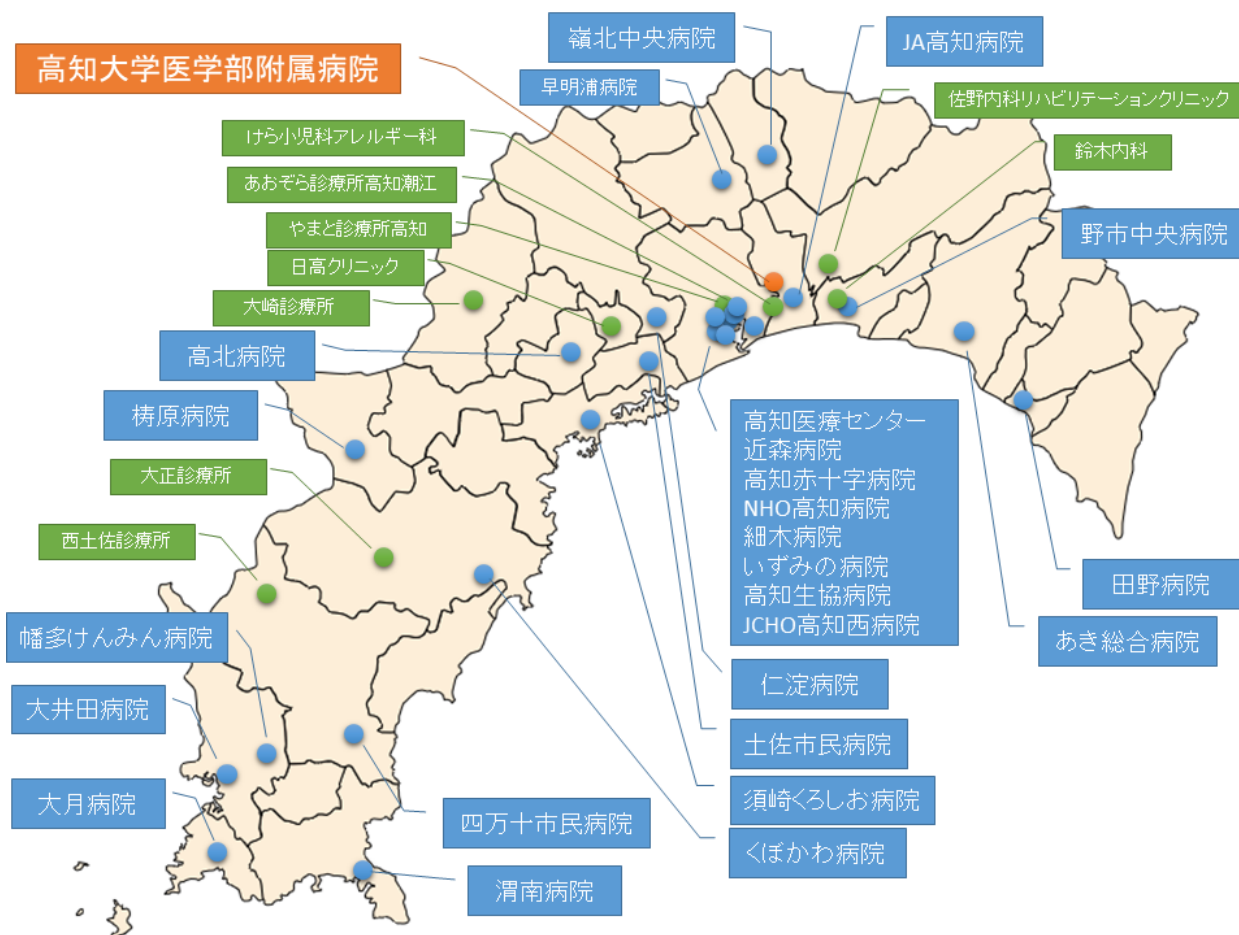 嶺北中央病院
JA高知病院
高知大学医学部附属病院
早明浦病院
佐野内科リハビリテーションクリニック
けら小児科アレルギー科
鈴木内科
あおぞら診療所高知潮江
やまと診療所高知
野市中央病院
日高クリニック
大崎診療所
高北病院
梼原病院
高知医療センター
近森病院
高知赤十字病院
NHO高知病院
細木病院
いずみの病院
高知生協病院
JCHO高知西病院
大正診療所
西土佐診療所
田野病院
あき総合病院
幡多けんみん病院
仁淀病院
大井田病院
土佐市民病院
大月病院
須崎くろしお病院
四万十市民病院
くぼかわ病院
渭南病院